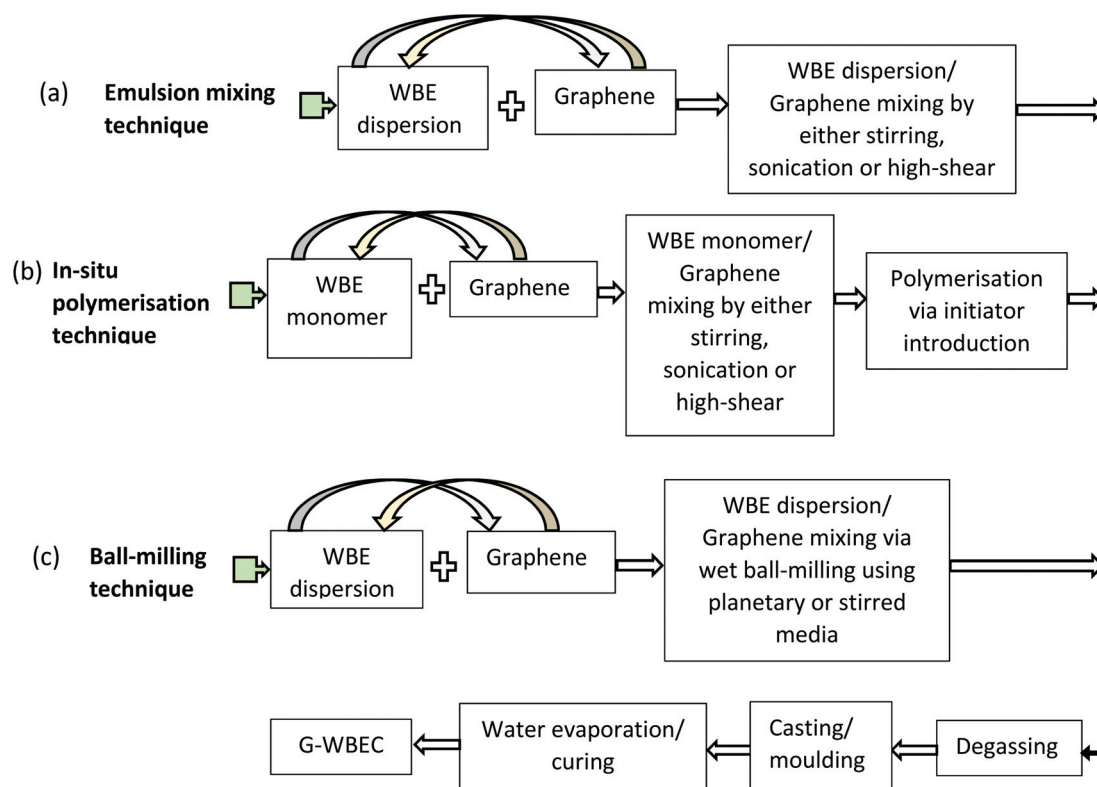 (a)
Emulsion mixing
technique
WBE
dispersion
Graphene
WBE dispersion/
Graphene mixing by
either stirring,
sonication or high-shear
(b)
In-situ
polymerisation
technique
WBE
monomer
Graphene
WBE monomer/
Graphene
mixing by either
stirring,
sonication or
high-shear
Polymerisation
via initiator
introduction
(c)
Ball-milling
technique
WBE
dispersion
Graphene
WBE dispersion/
Graphene mixing via
wet ball-milling using
planetary or stirred
media
G-WBEC
Water evaporation/
curing
Casting/
moulding
Degassing